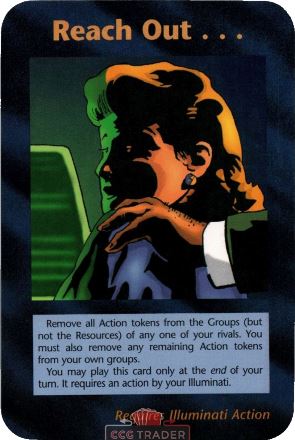 Reach Out . . .
Remove all Action tokens from the Groups (but
not the Resources) of any one of your rivals. You
must also remove any remaining Action tokens
from your own groups.
You may play this card only at the end of your
turn. It requires an action by your Illuminati.
Requires Illuminati Action
CCG TRADER